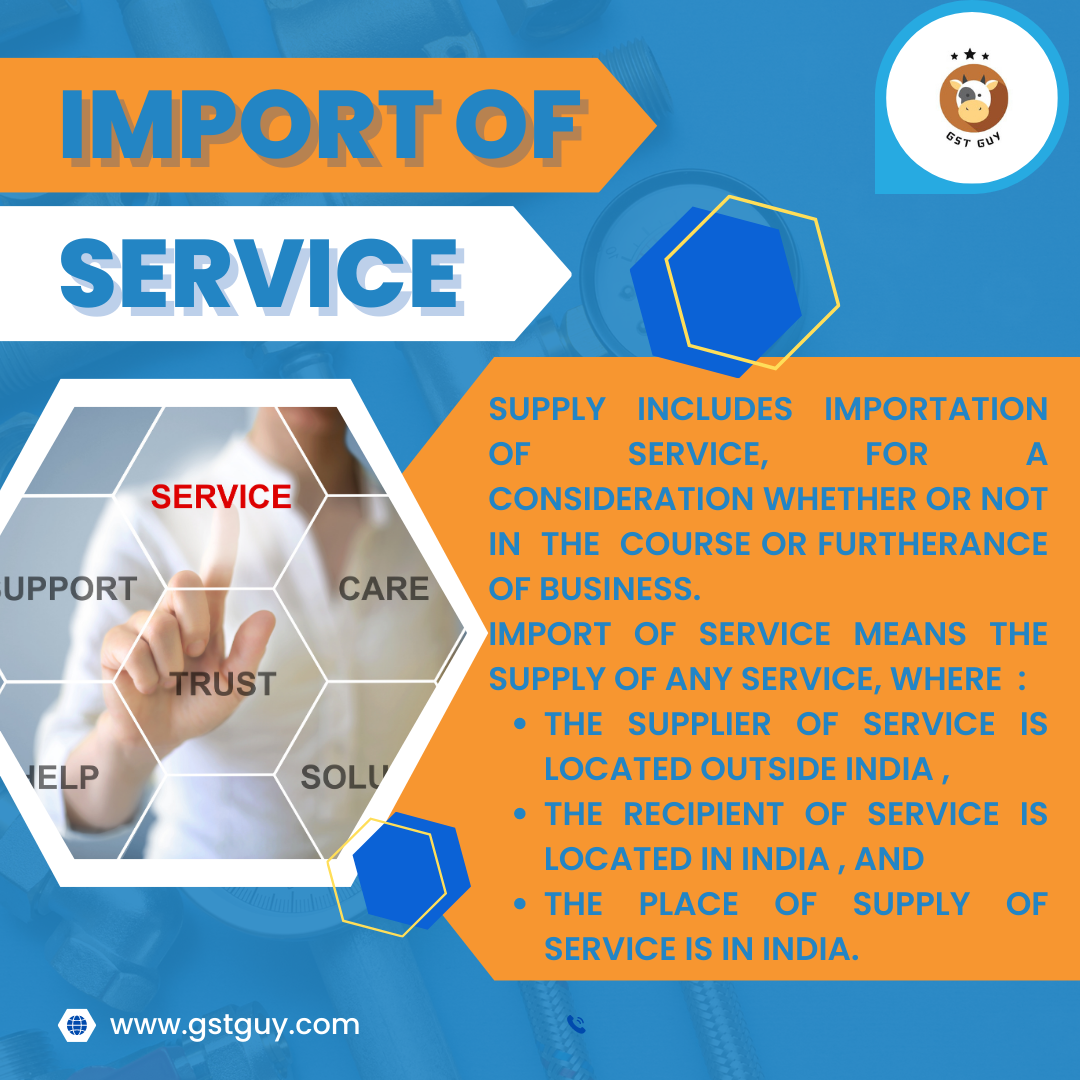 IMPORT OF
SERVICE
GST GUY
SUPPLY INCLUDES IMPORTATION
OF SERVICE, FOR A
CONSIDERATION WHETHER OR NOT
IN THE COURSE OR FURTHERANCE
OF BUSINESS.
IMPORT OF SERVICE MEANS THE
SUPPLY OF ANY SERVICE, WHERE :
• THE SUPPLIER OF SERVICE IS
LOCATED OUTSIDE INDIA ,
• THE RECIPIENT OF SERVICE IS
LOCATED IN INDIA , AND
• THE PLACE OF SUPPLY OF
SERVICE IS IN INDIA.
SERVICE
UPPORT
CARE
TRUST
HELP
SOLU
www.gstguy.com